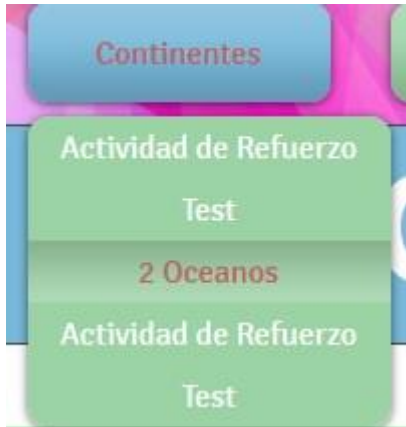 Continentes
Actividad de Refuerzo
Test
2 Oceanos
Actividad de Refuerzo
Test